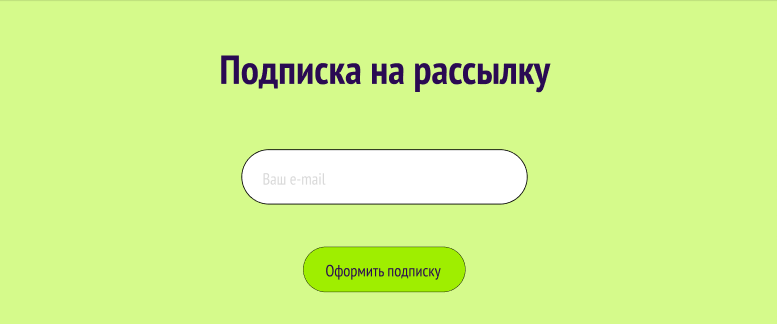 Подписка на рассылку
Ваш e-mail
Оформить подписку